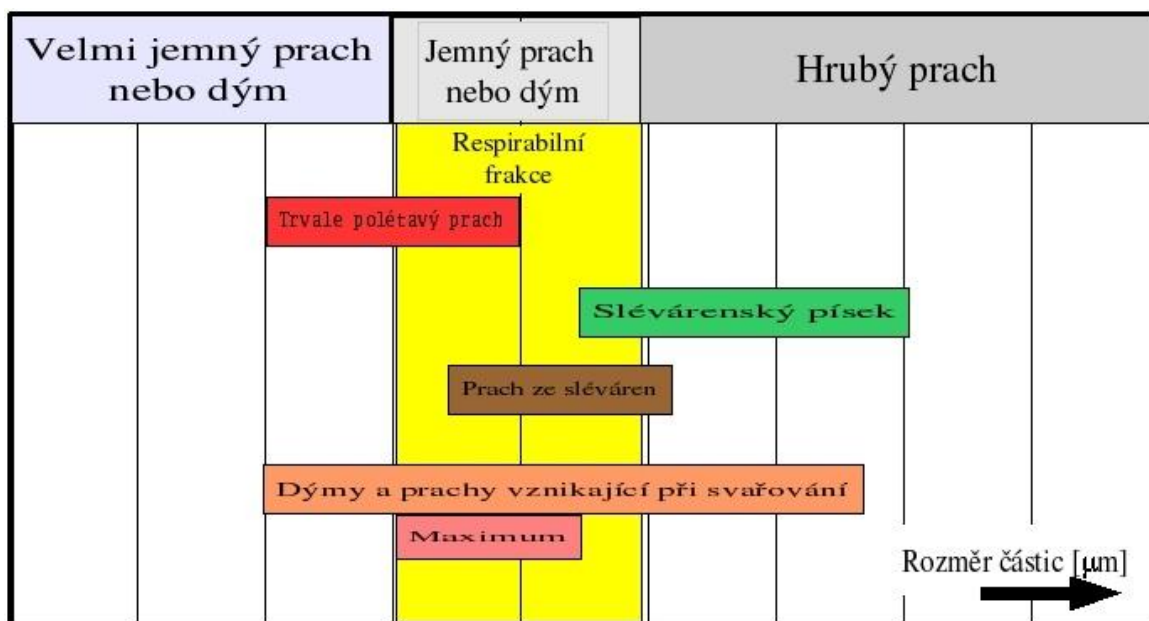 Velmi jemný prach
nebo dým
Jemný prach
nebo dým
Hrubý prach
Respirabilní
frakce
Trvale polétavý prach
Slévárenský písek
Prach ze sléváren
Dýmy a prachy vznikající při svařování
Maximum
Rozměr částic [μm]